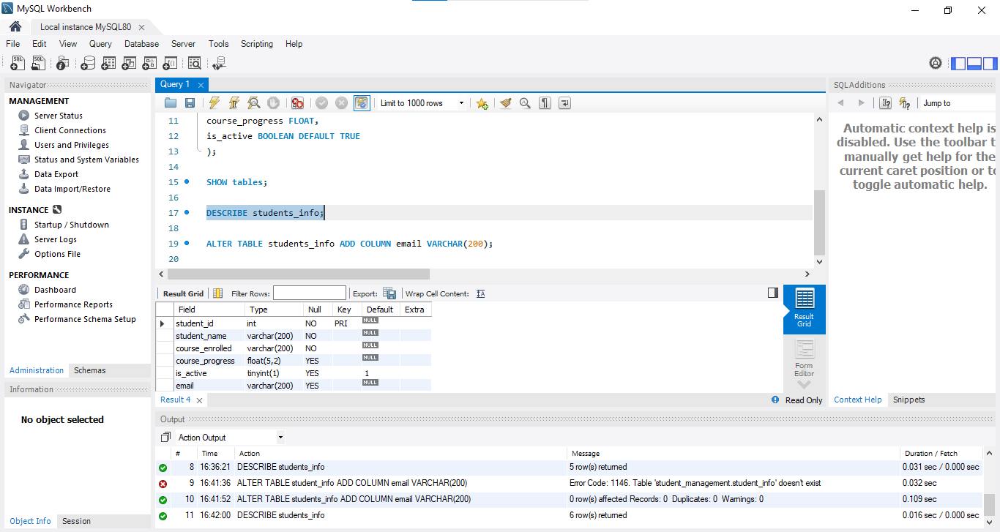 MySQL Workbench
Local instance MySQL80
File Edit View Query Database Server Tools Scripting Help
Navigator
MANAGEMENT
Server Status
Client Connections
Users and Privileges
Status and System Variables
Data Export
Data Import/Restore
INSTANCE
Startup / Shutdown
Server Logs
Options File
PERFORMANCE
Dashboard
Performance Reports
Performance Schema Setup
Administration Schemas
Information
No object selected
Object Info Session
Query 1
Limit to 1000 rows
11 course_progress FLOAT,
12 is_active BOOLEAN DEFAULT TRUE
13 );
14
15 SHOW tables;
16
17 DESCRIBE students_info;
18
19 ALTER TABLE students_info ADD COLUMN email VARCHAR(200);
20
Result Grid Filter Rows: Export: Wrap Cell Content:
Field Type Null Key Default Extra
student_id int NO PRI NULL
student_name varchar(200) NO NULL
course_enrolled varchar(200) NO NULL
course_progress float(5,2) YES NULL
is_active tinyint(1) YES 1
email varchar(200) YES NULL
Result
Grid
Form
Editor
Result 4
Read Only
SQLAdditions
Jump to
Automatic context help is
disabled. Use the toolbar t
manually get help for the
current caret position or to
toggle automatic help.
Context Help Snippets
Output
Action Output
# Time Action Message Duration / Fetch
8 16:36:21 DESCRIBE students_info 5 row(s) returned 0.031 sec / 0.000 sec
9 16:41:36 ALTER TABLE student_info ADD COLUMN email VARCHAR(200) Error Code: 1146. Table 'student_management.student_info' doesn't exist 0.032 sec
10 16:41:52 ALTER TABLE students_info ADD COLUMN email VARCHAR(200) 0 row(s) affected Records: 0 Duplicates: 0 Warnings: 0 0.109 sec
11 16:42:00 DESCRIBE students_info 6 row(s) returned 0.016 sec / 0.000 sec